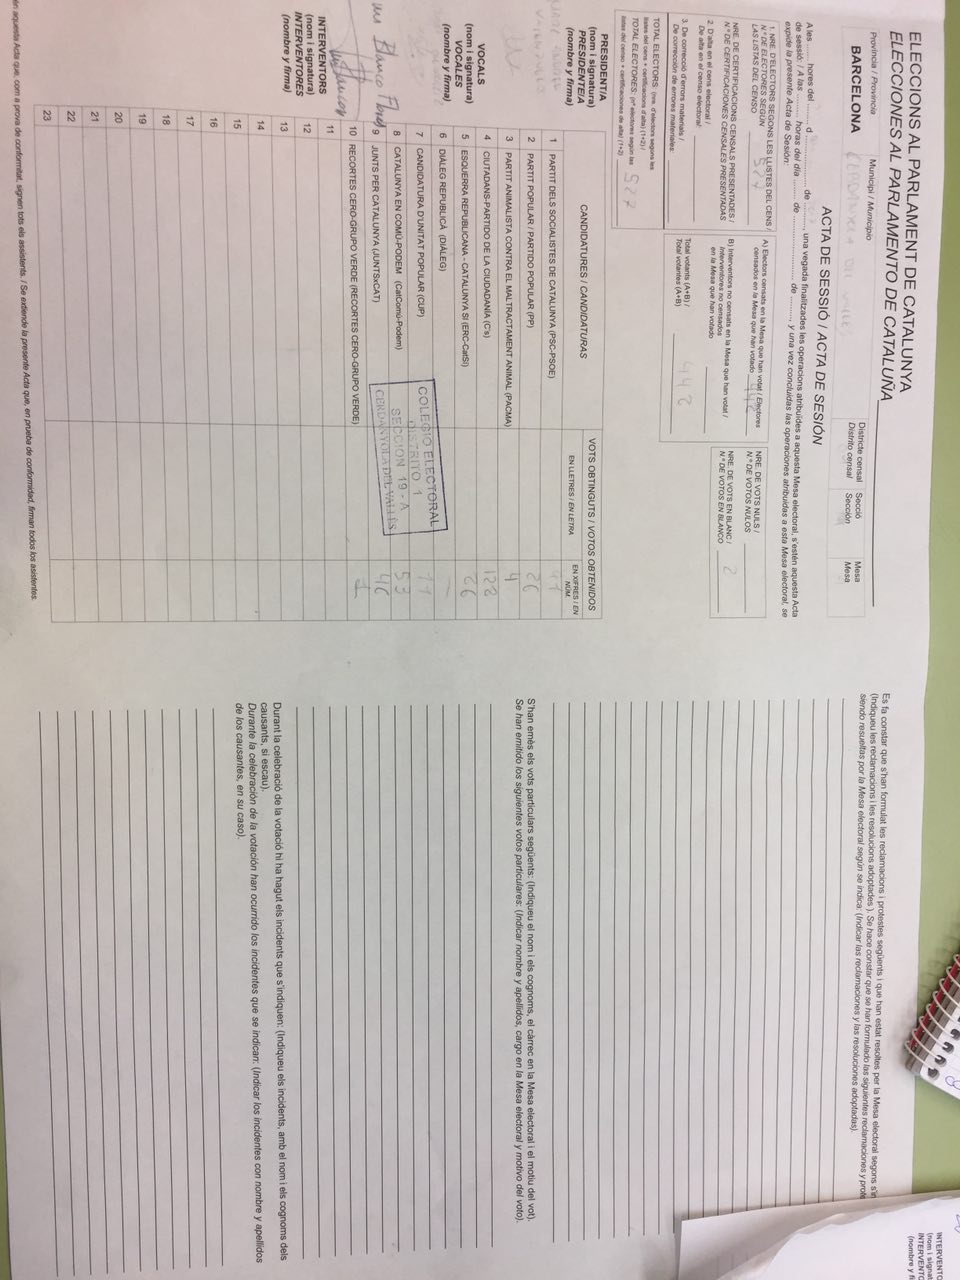 ELECCIONS AL PARLAMENT DE CATALUNYA
ELECCIONES AL PARLAMENTO DE CATALUÑA
Província / Provincia
BARCELONA
Municipi / Municipio
Districte censal
Distrito censal
Secció
Sección
Mesa
Mesa
ACTA DE SESSIÓ / ACTA DE SESIÓN
A les hores del d de , una vegada finalitzades les operacions atribuïdes a aquesta Mesa electoral, s'estén aquesta Acta
de sessió: / A las horas del día de de , y una vez concluidas las operaciones atribuidas a esta Mesa electoral, se
expide la presente Acta de Sesión:
1. NRE. D'ELECTORS SEGONS LES LLISTES DEL CENS /
N.º DE ELECTORES SEGÚN
LAS LISTAS DEL CENSO 527
NRE. DE CERTIFICACIONS CENSALS PRESENTADES /
N.º DE CERTIFICACIONES CENSALES PRESENTADAS
2. D'alta en el cens electoral /
De alta en el censo electoral:
3. De correcció d'errors materials /
De corrección de errores materiales:
TOTAL ELECTORS: (nre. d'electors segons les
llistes del cens + certificacions d'alta) (1+2) /
TOTAL ELECTORES: (nº electores según las
listas del censo + certificaciones de alta) (1+2) 527
A) Electors censats en la Mesa que han votat / Electores
censados en la Mesa que han votado 442
B) Interventors no censats en la Mesa que han votat /
Interventores no censados
en la Mesa que han votado
Total votants (A+B) /
Total votantes (A+B) 442
NRE. DE VOTS NULS /
N.º DE VOTOS NULOS
NRE. DE VOTS EN BLANC /
N.º DE VOTOS EN BLANCO 2
PRESIDENT/A
(nom i signatura)
PRESIDENTE/A
(nombre y firma)
VOCALS
(nom i signatura)
VOCALES
(nombre y firma)
Blanco
INTERVENTORS
(nom i signatura)
INTERVENTORES
(nombre y firma)
CANDIDATURES / CANDIDATURAS
VOTS OBTINGUTS / VOTOS OBTENIDOS
EN LLETRES / EN LETRA
EN XIFRES / EN NÚM.
1 PARTIT DELS SOCIALISTES DE CATALUNYA (PSC-PSOE)
2 PARTIT POPULAR / PARTIDO POPULAR (PP) 26
3 PARTIT ANIMALISTA CONTRA EL MALTRACTAMENT ANIMAL (PACMA) 4
4 CIUTADANS-PARTIDO DE LA CIUDADANÍA (C's) 128
5 ESQUERRA REPUBLICANA - CATALUNYA SÍ (ERC-CatSí)
6 DIÀLEG REPUBLICÀ (DIÀLEG)
7 CANDIDATURA D'UNITAT POPULAR (CUP)
8 CATALUNYA EN COMÚ-PODEM (CatComú-Podem) 53
9 JUNTS PER CATALUNYA (JUNTSxCAT) 46
10 RECORTES CERO-GRUPO VERDE (RECORTES CERO-GRUPO VERDE) 1
11
12
13
14
15
16
17
18
19
20
21
22
23
COLEGIO ELECTORAL
DISTRITO 1
SECCION 19 - A
CERDANYOLA DEL VALLÈS
en aquesta Acta que, com a prova de conformitat, signen tots els assistents. / Se extiende la presente Acta que, en prueba de conformidad, firman todos los asistentes.
Es fa constar que s'han formulat les reclamacions i protestes següents i que han estat resoltes per la Mesa electoral segons s'in
(Indiqueu les reclamacions i les resolucions adoptades). Se hace constar que se han formulado las siguientes reclamaciones y prote
siendo resueltas por la Mesa electoral según se indica: (Indicar las reclamaciones y las resoluciones adoptadas).
S'han emès els vots particulars següents: (Indiqueu el nom i els cognoms, el càrrec en la Mesa electoral i el motiu del vot).
Se han emitido los siguientes votos particulares: (Indicar nombre y apellidos, cargo en la Mesa electoral y motivo del voto).
Durant la celebració de la votació hi ha hagut els incidents que s'indiquen: (Indiqueu els incidents, amb el nom i els cognoms dels
causants, si escau).
Durante la celebración de la votación han ocurrido los incidentes que se indican: (Indicar los incidentes con nombre y apellidos
de los causantes, en su caso).
INTERVENTO
(nom i signat
INTERVENTO
(nombre y fi